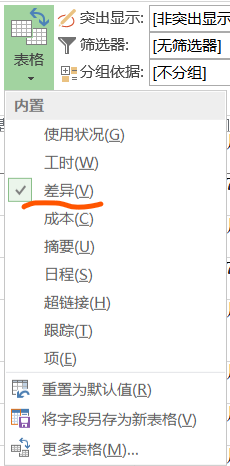 突出显示: [非突出显示
筛选器: [无筛选器]
表格
分组依据: [不分组]
内置
使用状况(G)
工时(W)
差异(V)
成本(C)
摘要(U)
日程(S)
超链接(H)
跟踪(T)
项(E)
重置为默认值(R)
将字段另存为新表格(V)
更多表格(M)...